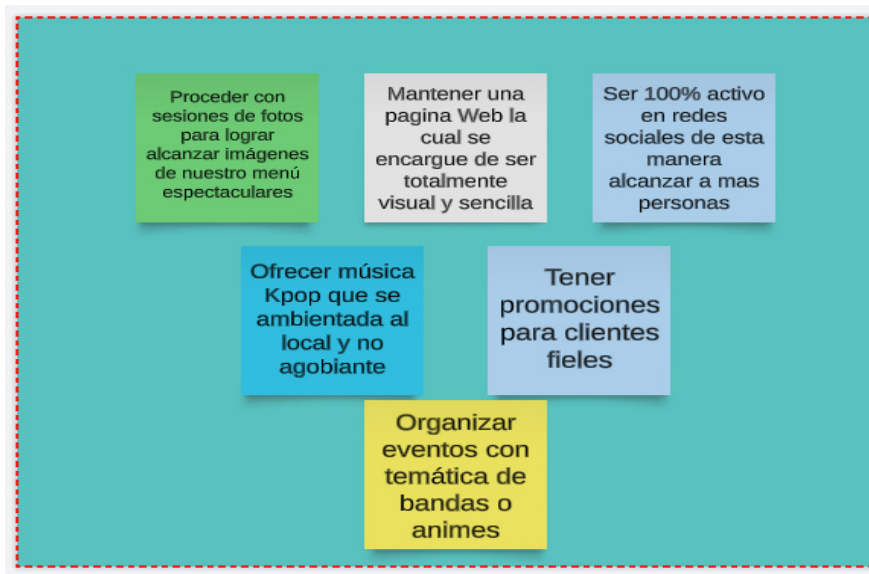 Proceder con
sesiones de fotos
para lograr
alcanzar imágenes
de nuestro menú
espectaculares
Mantener una
pagina Web la
cual se
encargue de ser
totalmente
visual y sencilla
Ser 100% activo
en redes
sociales de esta
manera
alcanzar a mas
personas
Ofrecer música
Kpop que se
ambientada al
local y no
agobiante
Tener
promociones
para clientes
fieles
Organizar
eventos con
temática de
bandas o
animes